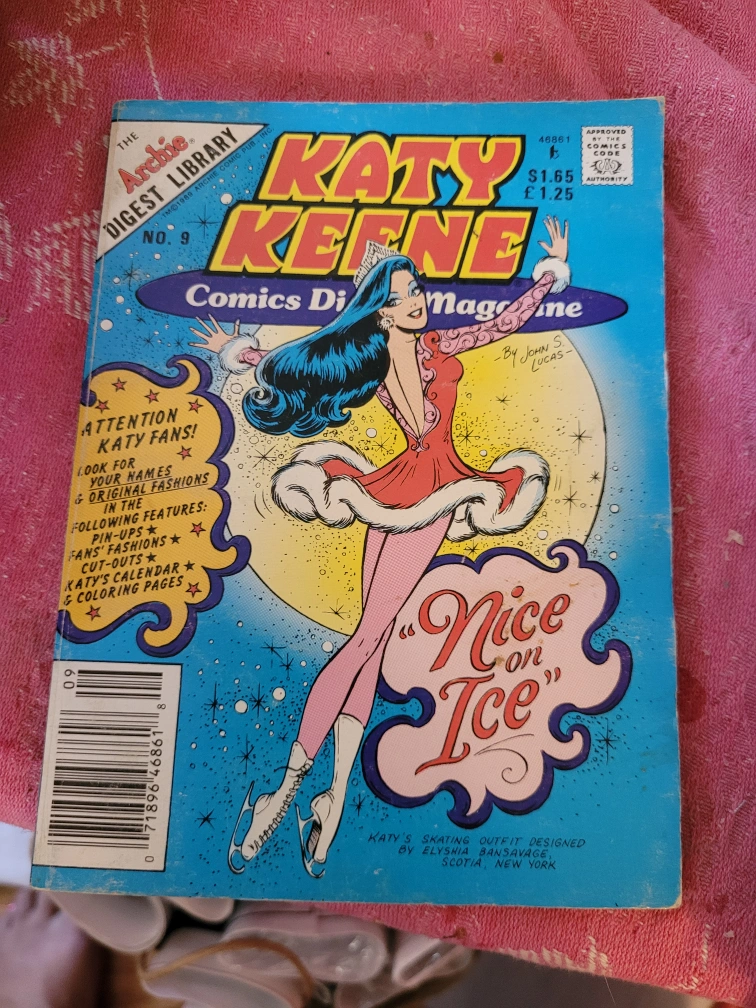 THE
Archie®
DIGEST LIBRARY
NO. 9
KATY
KEENE
Comics Di Magazine
46861
$1.65
£1.25
APPROVED
BY THE
COMICS
CODE
AUTHORITY
-By JOHN S.
LUCAS-
ATTENTION
KATY FANS!
LOOK FOR
YOUR NAMES
& ORIGINAL FASHIONS
IN THE
FOLLOWING FEATURES:
PIN-UPS ★
FANS' FASHIONS ★
CUT-OUTS ★
KATY'S CALENDAR ★
& COLORING PAGES
"Nice
on
Ice"
09
0 71896 46861 8
KATY'S SKATING OUTFIT DESIGNED
BY ELYSHIA BANSAVAGE,
SCOTIA, NEW YORK